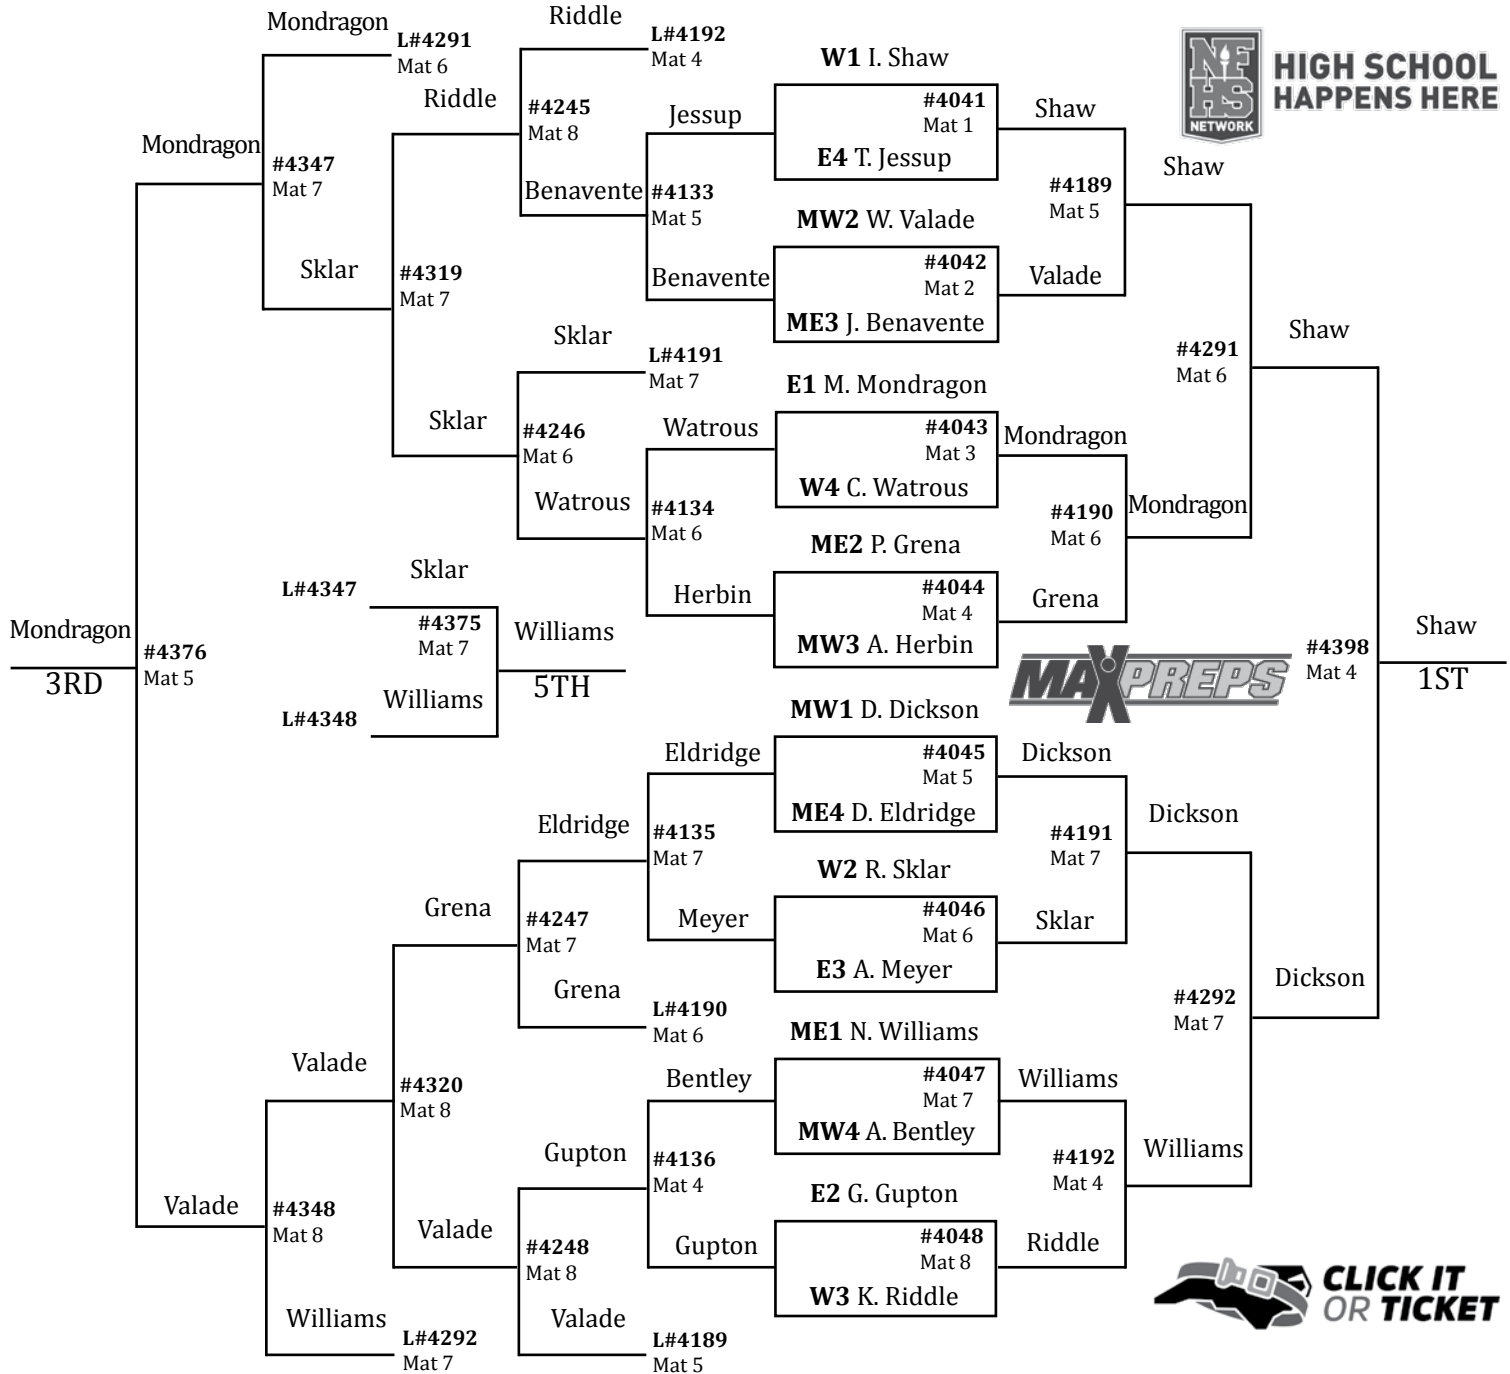 Mondragon
L#4291
Mat 6
Riddle
L#4192
Mat 4
W1 I. Shaw
NFHS
NETWORK
HIGH SCHOOL
HAPPENS HERE
Riddle
#4245
Mat 8
Jessup
#4041
Mat 1
E4 T. Jessup
Shaw
Mondragon
#4347
Mat 7
Benavente
#4133
Mat 5
#4189
Mat 5
Shaw
MW2 W. Valade
Sklar
#4319
Mat 7
Benavente
#4042
Mat 2
ME3 J. Benavente
Valade
Sklar
L#4191
Mat 7
#4291
Mat 6
Shaw
E1 M. Mondragon
Sklar
#4246
Mat 6
Watrous
#4043
Mat 3
W4 C. Watrous
Mondragon
Watrous
#4134
Mat 6
#4190
Mat 6
Mondragon
ME2 P. Grena
Sklar
L#4347
Herbin
#4044
Mat 4
MW3 A. Herbin
Grena
Mondragon
3RD
#4376
Mat 5
#4375
Mat 7
Williams
5TH
Williams
L#4348
MAXPREPS
#4398
Mat 4
Shaw
1ST
MW1 D. Dickson
Eldridge
#4045
Mat 5
ME4 D. Eldridge
Dickson
Eldridge
#4135
Mat 7
#4191
Mat 7
Dickson
W2 R. Sklar
Grena
#4247
Mat 7
Meyer
#4046
Mat 6
E3 A. Meyer
Sklar
Grena
L#4190
Mat 6
#4292
Mat 7
Dickson
ME1 N. Williams
Valade
#4320
Mat 8
Bentley
#4047
Mat 7
MW4 A. Bentley
Williams
Gupton
#4136
Mat 4
#4192
Mat 4
Williams
E2 G. Gupton
Valade
#4348
Mat 8
Valade
#4248
Mat 8
Gupton
#4048
Mat 8
W3 K. Riddle
Riddle
Williams
L#4292
Mat 7
Valade
L#4189
Mat 5
CLICK IT
OR TICKET